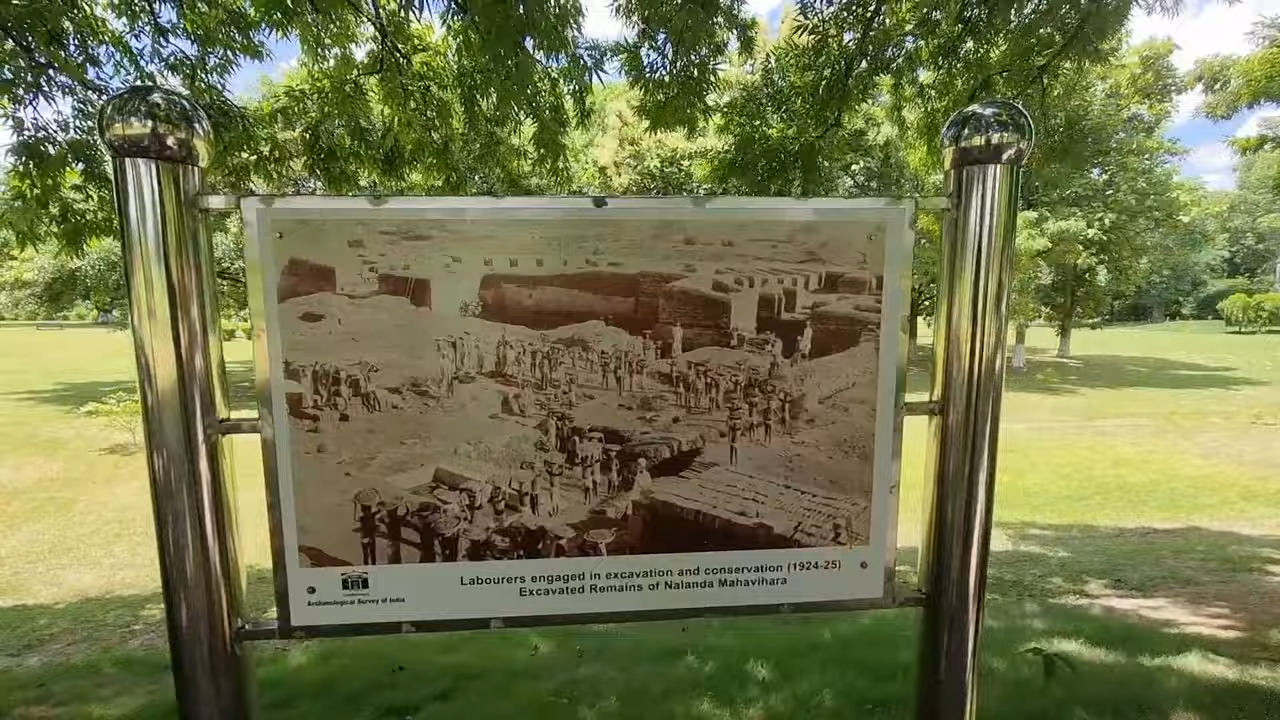 Labourers engaged in excavation and conservation (1924-25)
Excavated Remains of Nalanda Mahavihara
Archaeological Survey of India